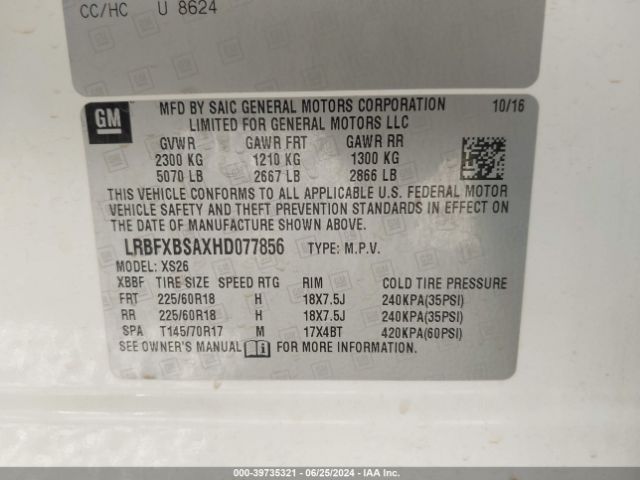 CC/HC U 8624
GM
MFD BY SAIC GENERAL MOTORS CORPORATION 10/16
LIMITED FOR GENERAL MOTORS LLC
GVWR GAWR FRT GAWR RR
2300 KG 1210 KG 1300 KG
5070 LB 2667 LB 2866 LB
THIS VEHICLE CONFORMS TO ALL APPLICABLE U.S. FEDERAL MOTOR
VEHICLE SAFETY AND THEFT PREVENTION STANDARDS IN EFFECT ON
THE DATE OF MANUFACTURE SHOWN ABOVE.
LRBFXBSAXHD077856 TYPE: M.P.V.
MODEL: XS26
XBBF TIRE SIZE SPEED RTG RIM COLD TIRE PRESSURE
FRT 225/60R18 H 18X7.5J 240KPA(35PSI)
RR 225/60R18 H 18X7.5J 240KPA(35PSI)
SPA T145/70R17 M 17X4BT 420KPA(60PSI)
SEE OWNER'S MANUAL FOR MORE INFORMATION.
000-39735321 - 06/25/2024 - IAA Inc.